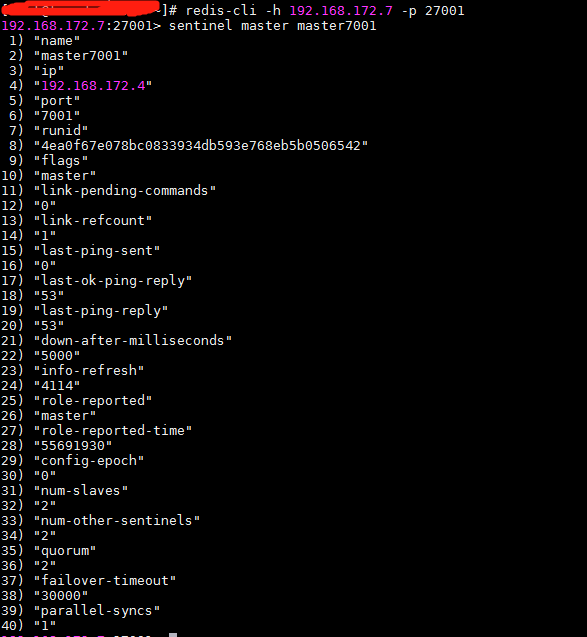 ~]# redis-cli -h 192.168.172.7 -p 27001
192.168.172.7:27001> sentinel master master7001
1) "name"
2) "master7001"
3) "ip"
4) "192.168.172.4"
5) "port"
6) "7001"
7) "runid"
8) "4ea0f67e078bc0833934db593e768eb5b0506542"
9) "flags"
10) "master"
11) "link-pending-commands"
12) "0"
13) "link-refcount"
14) "1"
15) "last-ping-sent"
16) "0"
17) "last-ok-ping-reply"
18) "53"
19) "last-ping-reply"
20) "53"
21) "down-after-milliseconds"
22) "5000"
23) "info-refresh"
24) "4114"
25) "role-reported"
26) "master"
27) "role-reported-time"
28) "55691930"
29) "config-epoch"
30) "0"
31) "num-slaves"
32) "2"
33) "num-other-sentinels"
34) "2"
35) "quorum"
36) "2"
37) "failover-timeout"
38) "30000"
39) "parallel-syncs"
40) "1"